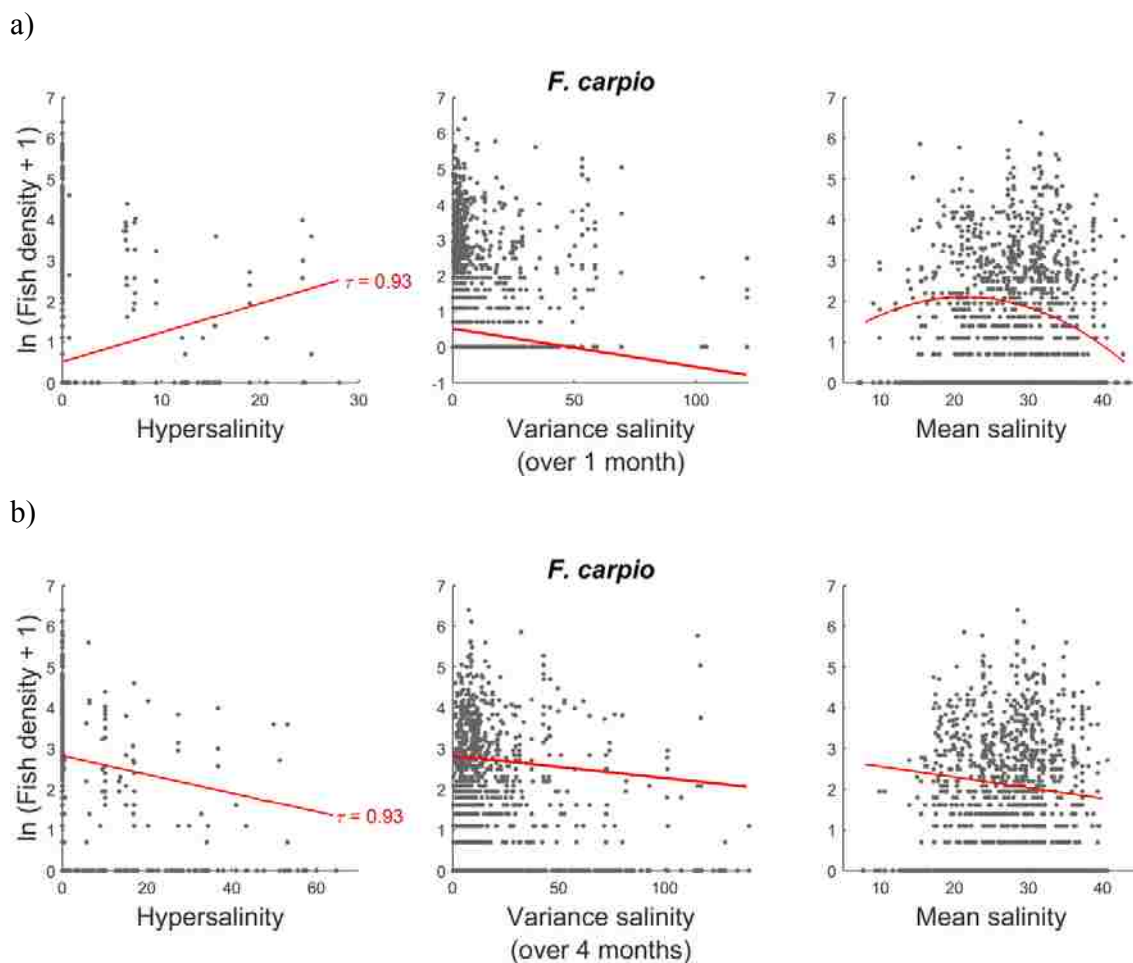 a)
F. carpio
ln (Fish density + 1)
7
6
5
4
3
2
1
0
0 10 20 30
Hypersalinity
τ = 0.93
7
6
5
4
3
2
1
0
-1
0 50 100
Variance salinity
(over 1 month)
7
6
5
4
3
2
1
0
10 20 30 40
Mean salinity
b)
F. carpio
ln (Fish density + 1)
7
6
5
4
3
2
1
0
0 20 40 60
Hypersalinity
τ = 0.93
7
6
5
4
3
2
1
0
0 50 100
Variance salinity
(over 4 months)
7
6
5
4
3
2
1
0
10 20 30 40
Mean salinity